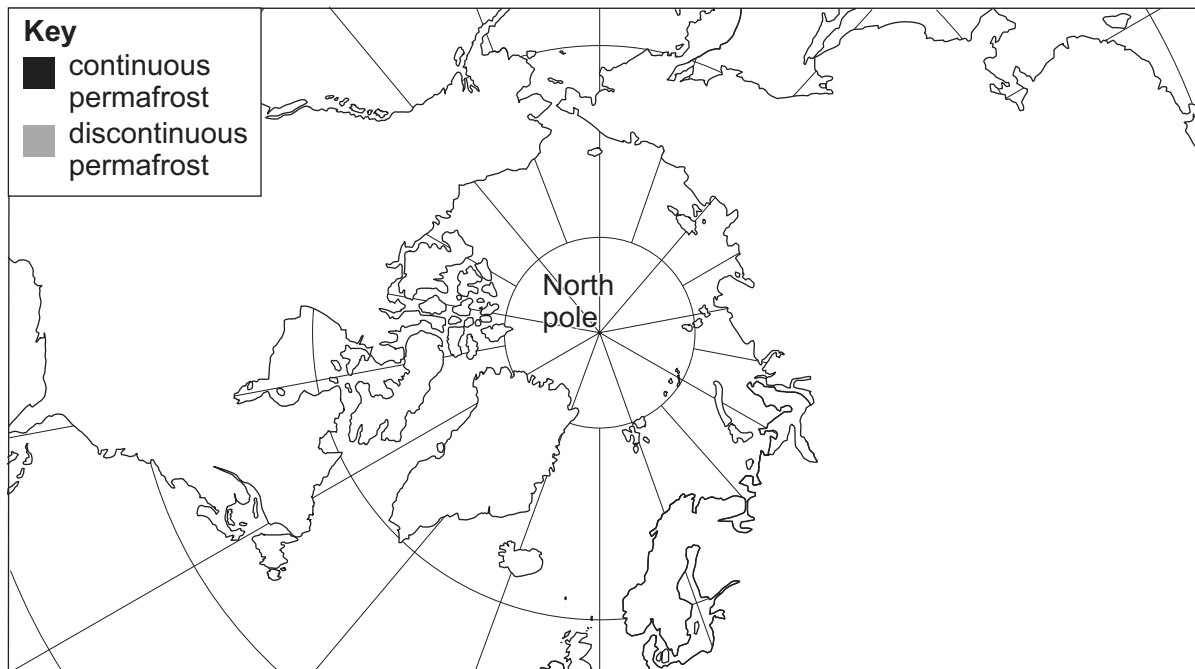 Key
continuous
permafrost
discontinuous
permafrost
North
pole